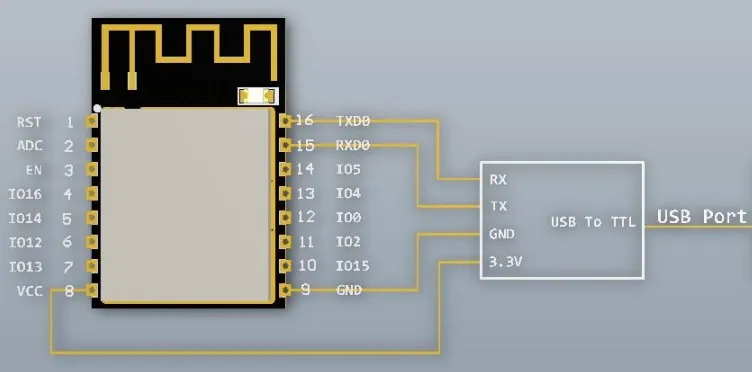 RST 1 16 TXD0
ADC 2 15 RXD0
EN 3 14 IO5
IO16 4 13 IO4
IO14 5 12 IO0
IO12 6 11 IO2
IO13 7 10 IO15
VCC 8 9 GND
RX
TX
GND
3.3V
USB To TTL
USB Port